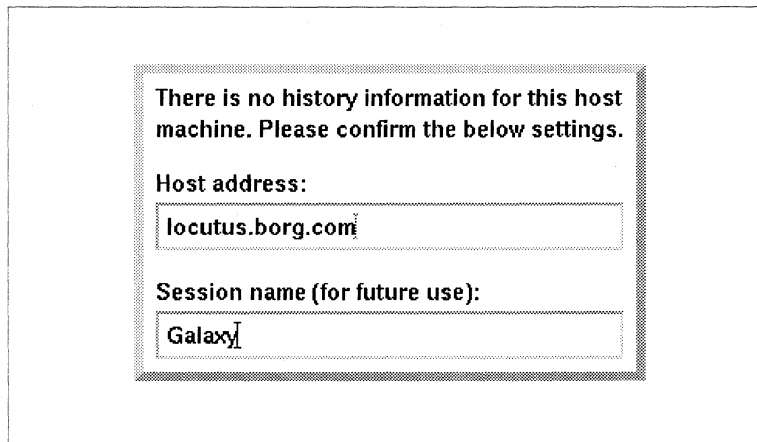 There is no history information for this host
machine. Please confirm the below settings.
Host address:
locutus.borg.com
Session name (for future use):
Galaxy